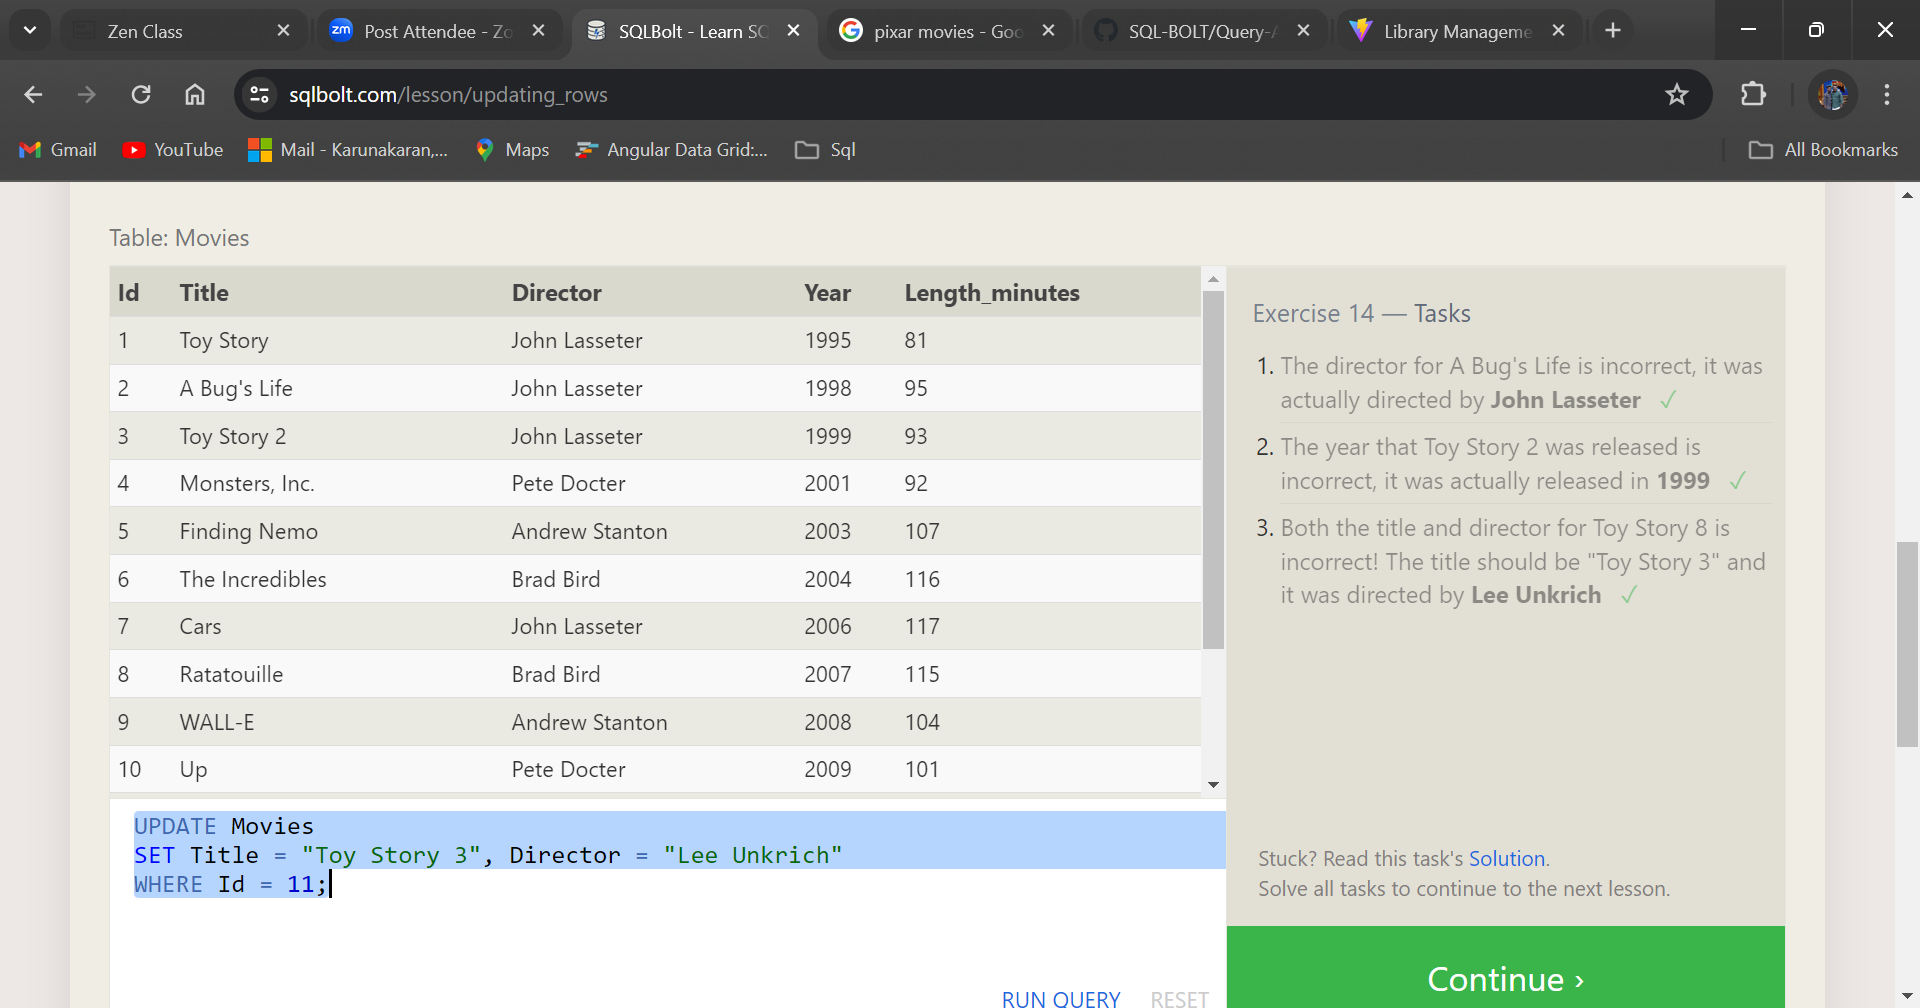 Zen Class
zm Post Attendee - Zo
SQLBolt - Learn SQ
pixar movies - Goo
SQL-BOLT/Query-A
Library Manageme
sqlbolt.com/lesson/updating_rows
Gmail YouTube Mail - Karunakaran,... Maps Angular Data Grid:... Sql All Bookmarks
Table: Movies
Id Title Director Year Length_minutes
1 Toy Story John Lasseter 1995 81
2 A Bug's Life John Lasseter 1998 95
3 Toy Story 2 John Lasseter 1999 93
4 Monsters, Inc. Pete Docter 2001 92
5 Finding Nemo Andrew Stanton 2003 107
6 The Incredibles Brad Bird 2004 116
7 Cars John Lasseter 2006 117
8 Ratatouille Brad Bird 2007 115
9 WALL-E Andrew Stanton 2008 104
10 Up Pete Docter 2009 101
UPDATE Movies
SET Title = "Toy Story 3", Director = "Lee Unkrich"
WHERE Id = 11;
RUN QUERY RESET
Exercise 14 — Tasks
1. The director for A Bug's Life is incorrect, it was
actually directed by John Lasseter ✓
2. The year that Toy Story 2 was released is
incorrect, it was actually released in 1999 ✓
3. Both the title and director for Toy Story 8 is
incorrect! The title should be "Toy Story 3" and
it was directed by Lee Unkrich ✓
Stuck? Read this task's Solution.
Solve all tasks to continue to the next lesson.
Continue ›